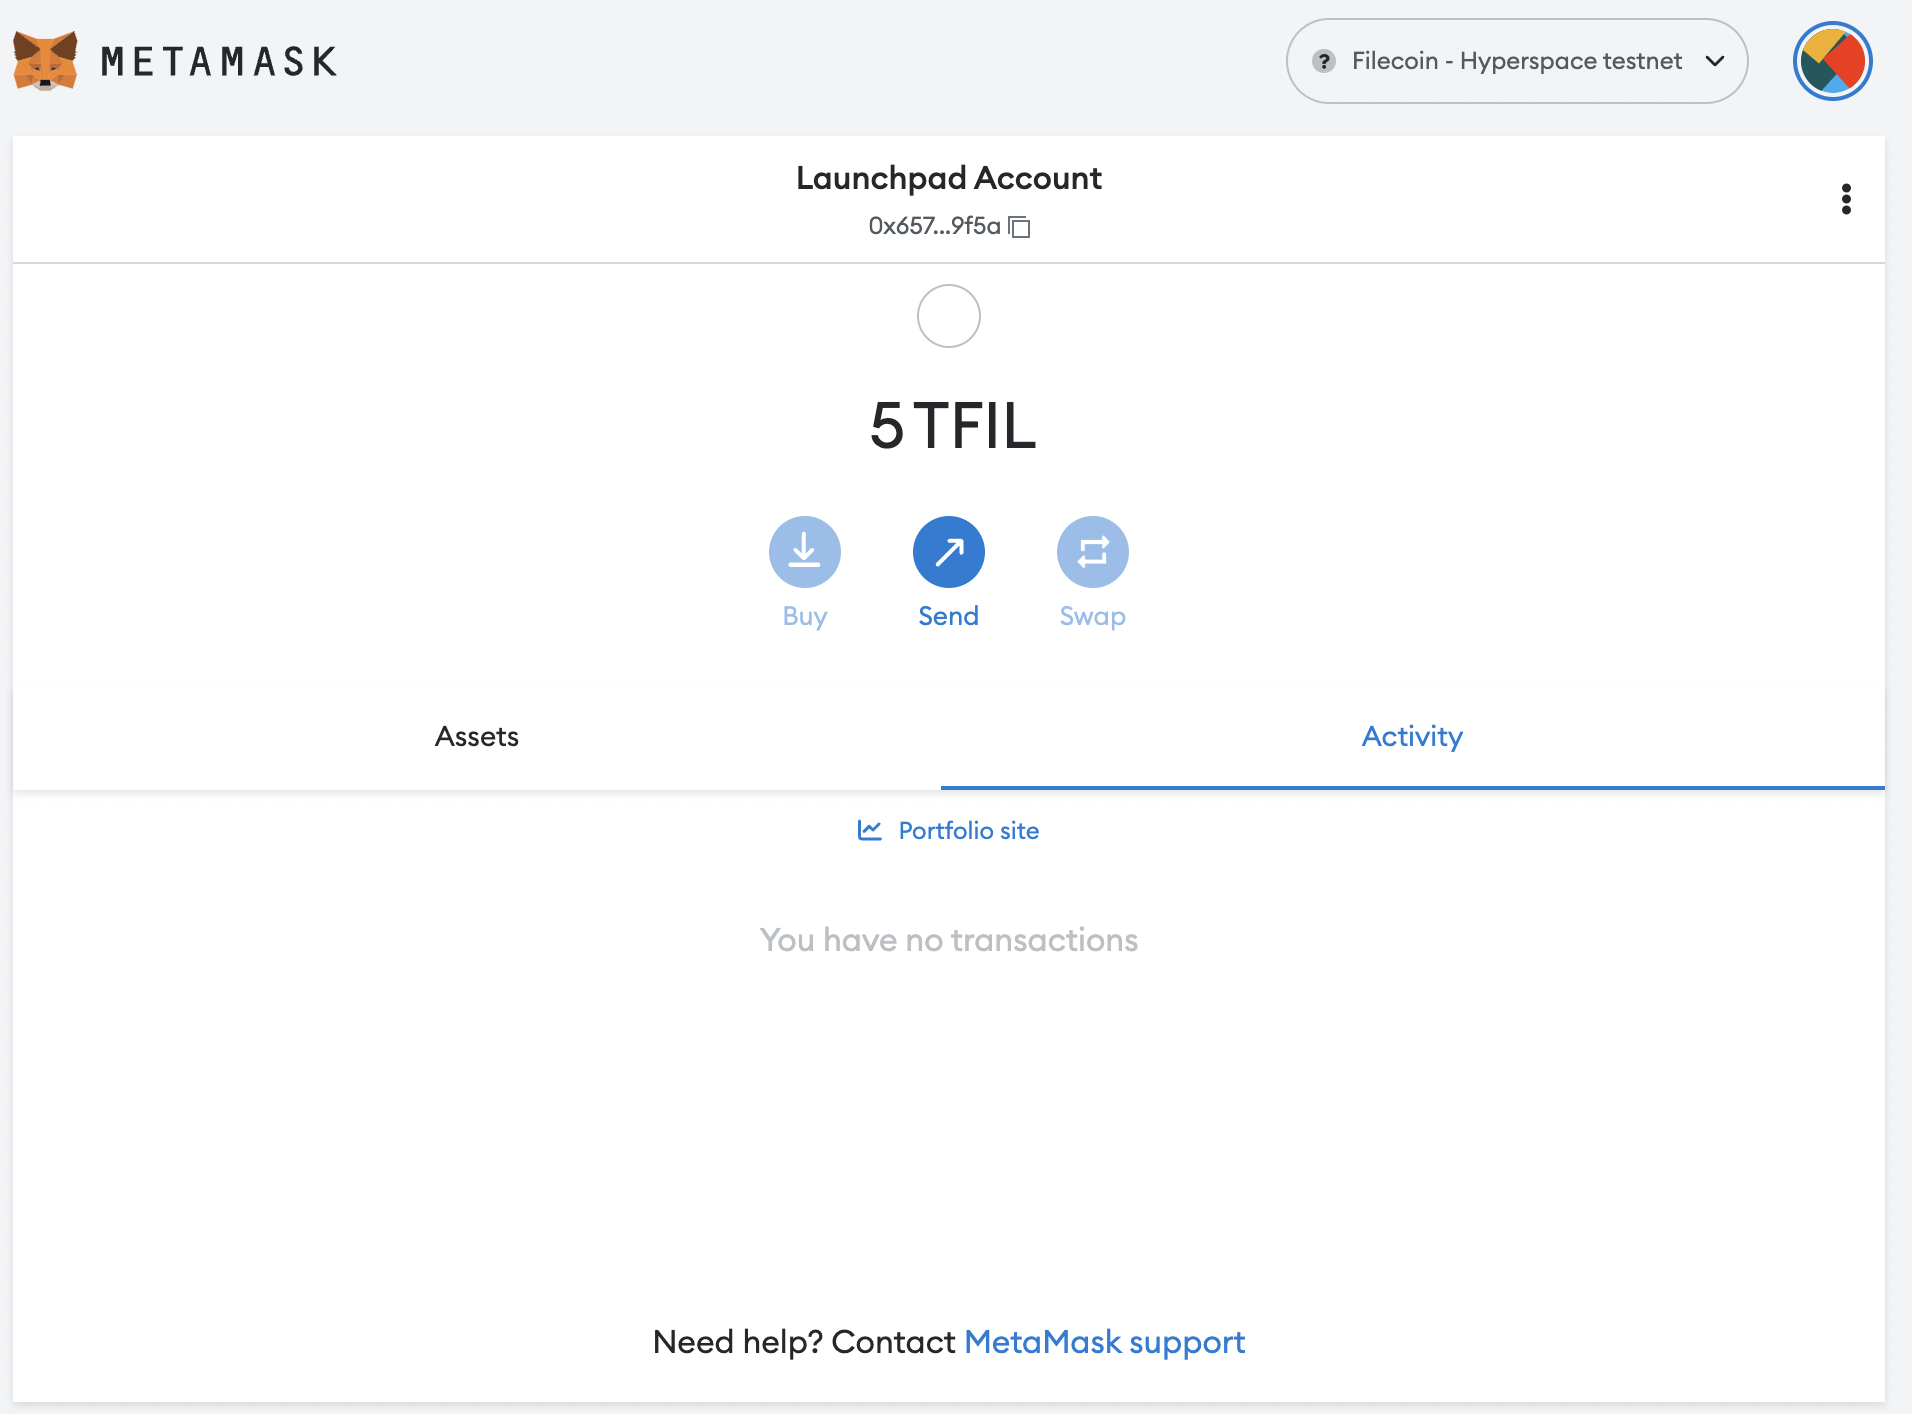 METAMASK
? Filecoin - Hyperspace testnet
Launchpad Account
0x657...9f5a
5 TFIL
Buy Send Swap
Assets Activity
Portfolio site
You have no transactions
Need help? Contact MetaMask support